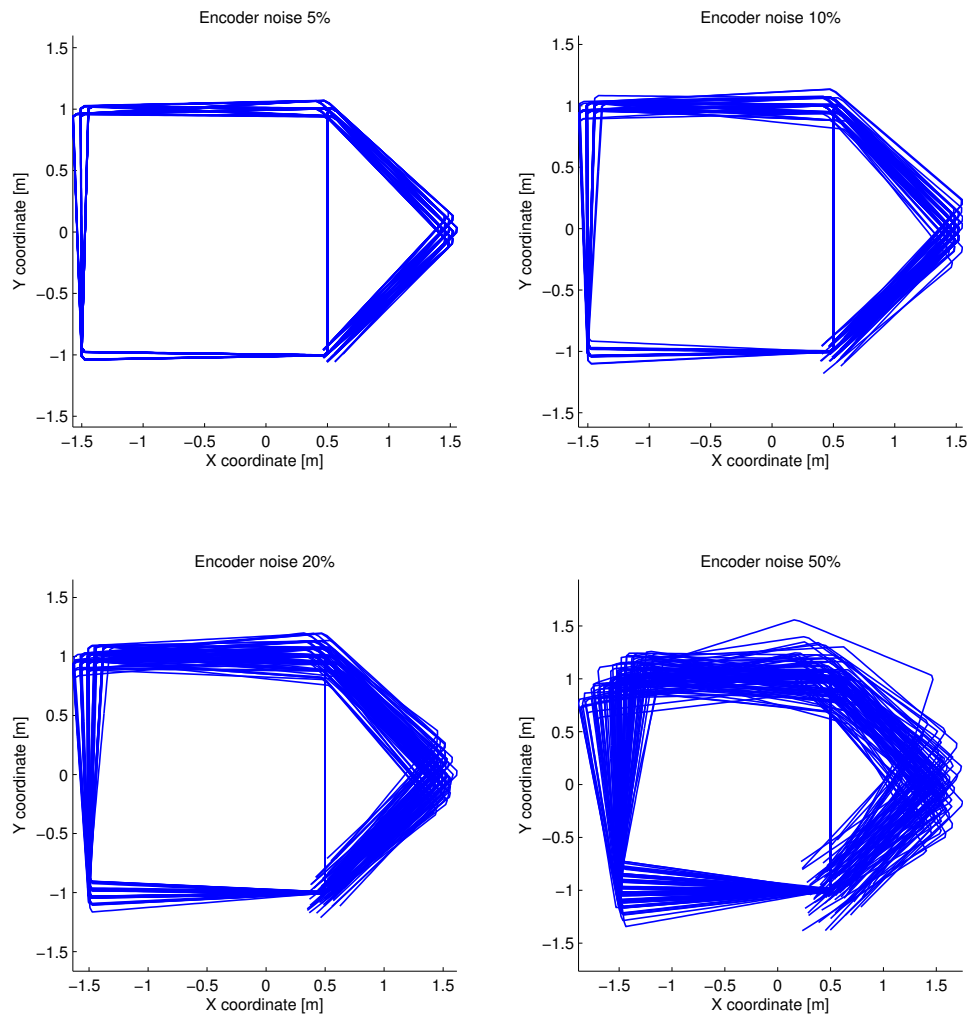 Encoder noise 5%
1.5
1
0.5
0
−0.5
−1
−1.5
Y coordinate [m]
−1.5 −1 −0.5 0 0.5 1 1.5
X coordinate [m]
Encoder noise 10%
1.5
1
0.5
0
−0.5
−1
−1.5
Y coordinate [m]
−1.5 −1 −0.5 0 0.5 1 1.5
X coordinate [m]
Encoder noise 20%
1.5
1
0.5
0
−0.5
−1
−1.5
Y coordinate [m]
−1.5 −1 −0.5 0 0.5 1 1.5
X coordinate [m]
Encoder noise 50%
1.5
1
0.5
0
−0.5
−1
−1.5
Y coordinate [m]
−1.5 −1 −0.5 0 0.5 1 1.5
X coordinate [m]